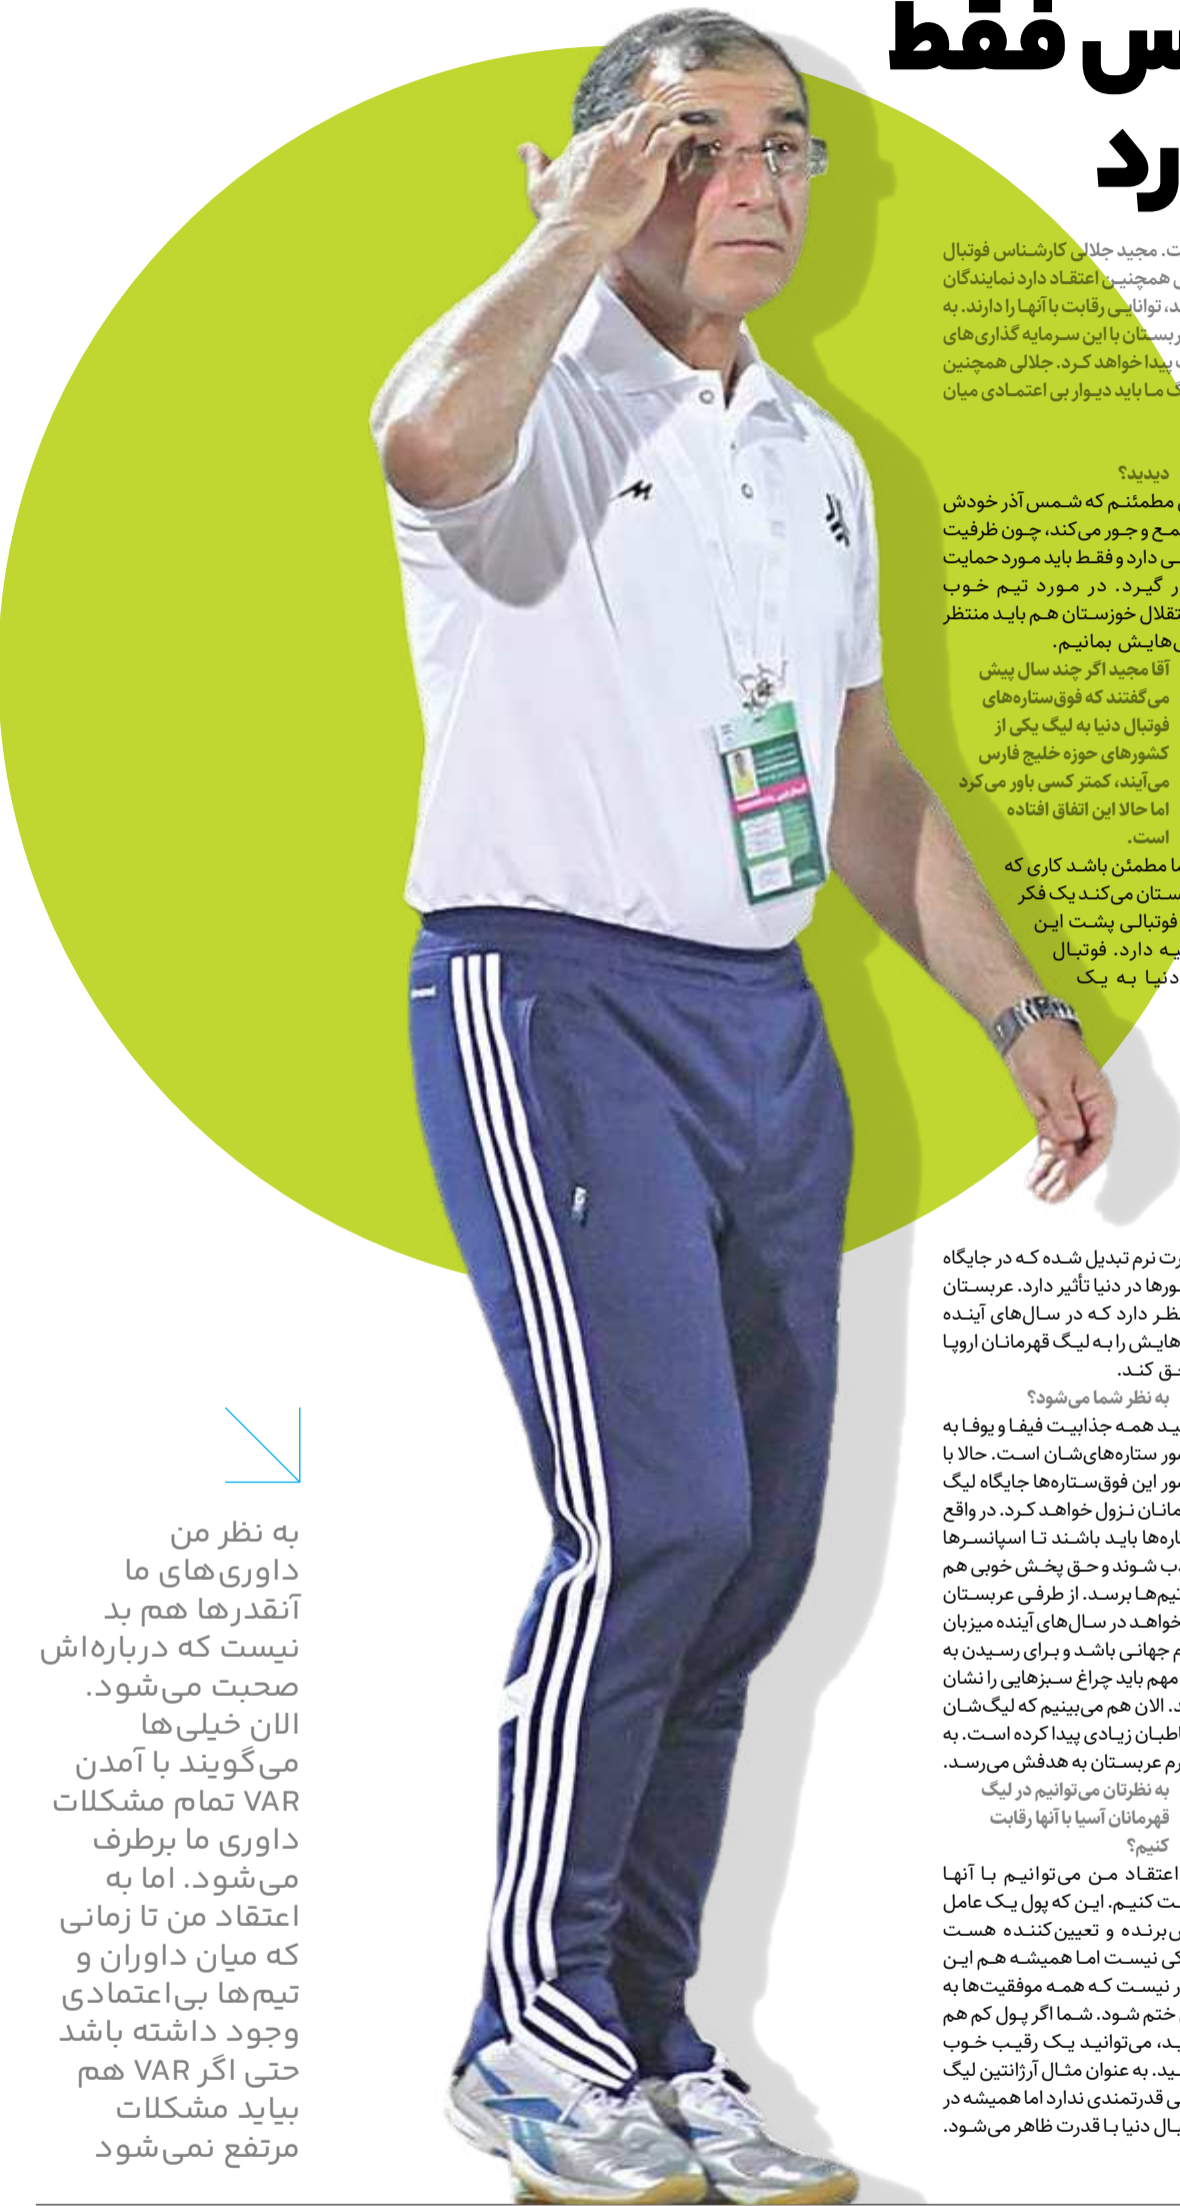 س فقط
رد
ت. مجید جلالی کارشناس فوتبال
همچنین اعتقاد دارد نمایندگان
ند، توانایی رقابت با آنها را دارند. به
ربستان با این سرمایه گذاری‌های
پیدا خواهد کرد. جلالی همچنین
گ ما باید دیوار بی اعتمادی میان
دیدید؟
مطمئنم که شمس آذر خودش
مع و جور می‌کند، چون ظرفیت
ی دارد و فقط باید مورد حمایت
ر گیرد. در مورد تیم خوب
تقلال خوزستان هم باید منتظر
ی‌هایش بمانیم.
آقا مجید اگر چند سال پیش
می‌گفتند که فوق‌ستاره‌های
فوتبال دنیا به لیگ یکی از
کشورهای حوزه خلیج فارس
می‌آیند، کمتر کسی باور می‌کرد
اما حالا این اتفاق افتاده
است.
ما مطمئن باشد کاری که
ستان می‌کند یک فکر
فوتبالی پشت این
یه دارد. فوتبال
دنیا به یک
رت نرم تبدیل شده که در جایگاه
ورها در دنیا تأثیر دارد. عربستان
نظر دارد که در سال‌های آینده
هایش را به لیگ قهرمانان اروپا
حق کند.
به نظر شما می‌شود؟
ید همه جذابیت فیفا و یوفا به
ور ستاره‌های‌شان است. حالا با
ور این فوق‌ستاره‌ها جایگاه لیگ
مانان نزول خواهد کرد. در واقع
اره‌ها باید باشند تا اسپانسرها
ب شوند و حق پخش خوبی هم
تیم‌ها برسد. از طرفی عربستان
خواهد در سال‌های آینده میزبان
م جهانی باشد و برای رسیدن به
مهم باید چراغ سبزهایی را نشان
د. الان هم می‌بینیم که لیگ‌شان
اطبان زیادی پیدا کرده است. به
رم عربستان به هدفش می‌رسد.
به نظرتان می‌توانیم در لیگ
قهرمانان آسیا با آنها رقابت
کنیم؟
اعتقاد من می‌توانیم با آنها
ت کنیم. این که پول یک عامل
ش‌برنده و تعیین‌کننده هست
کی نیست اما همیشه هم این
ر نیست که همه موفقیت‌ها به
ختم شود. شما اگر پول کم هم
ید، می‌توانید یک رقیب خوب
ید. به عنوان مثال آرژانتین لیگ
ی قدرتمندی ندارد اما همیشه در
بال دنیا با قدرت ظاهر می‌شود.
به نظر من
داوری‌های ما
آنقدرها هم بد
نیست که درباره‌اش
صحبت می‌شود.
الان خیلی‌ها
می‌گویند با آمدن
VAR تمام مشکلات
داوری ما برطرف
می‌شود. اما به
اعتقاد من تا زمانی
که میان داوران و
تیم‌ها بی‌اعتمادی
وجود داشته باشد
حتی اگر VAR هم
بیاید مشکلات
مرتفع نمی‌شود